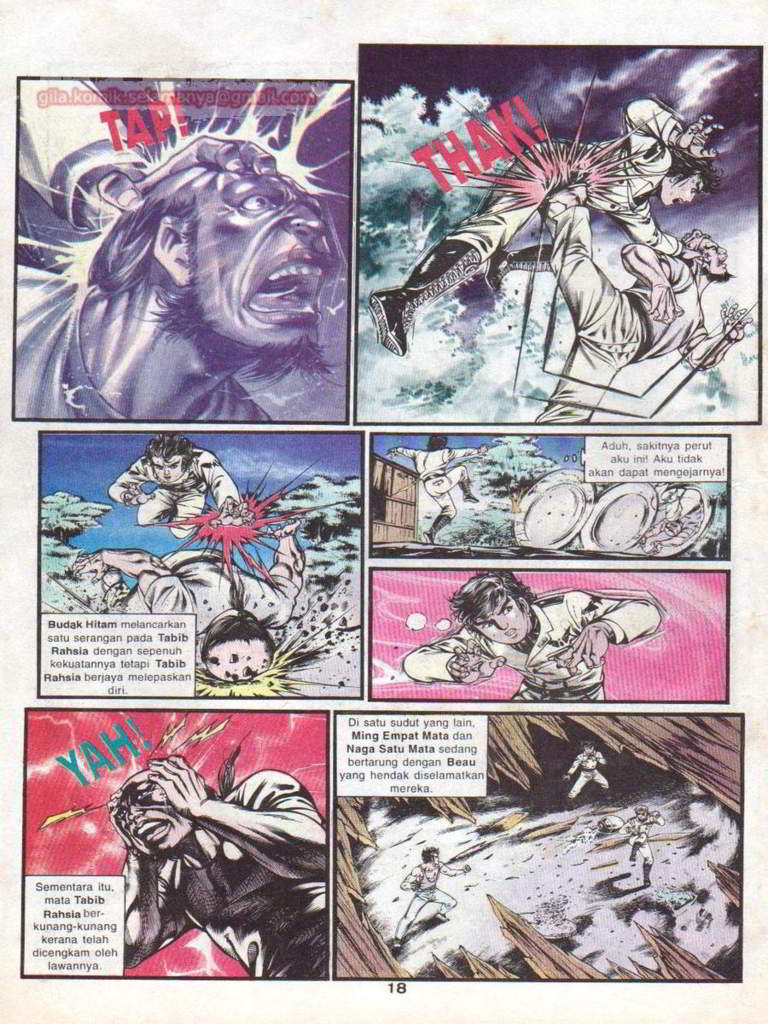 gila.komik.selamanya@gmail.com
TAP!
THAK!
Budak Hitam melancarkan
satu serangan pada Tabib
Rahsia dengan sepenuh
kekuatannya tetapi Tabib
Rahsia berjaya melepaskan
diri.
Aduh, sakitnya perut
aku ini! Aku tidak
akan dapat mengejarnya!
YAH!
Sementara itu,
mata Tabib
Rahsia ber-
kunang-kunang
kerana telah
dicengkam oleh
lawannya.
Di satu sudut yang lain,
Ming Empat Mata dan
Naga Satu Mata sedang
bertarung dengan Beau
yang hendak diselamatkan
mereka.
18